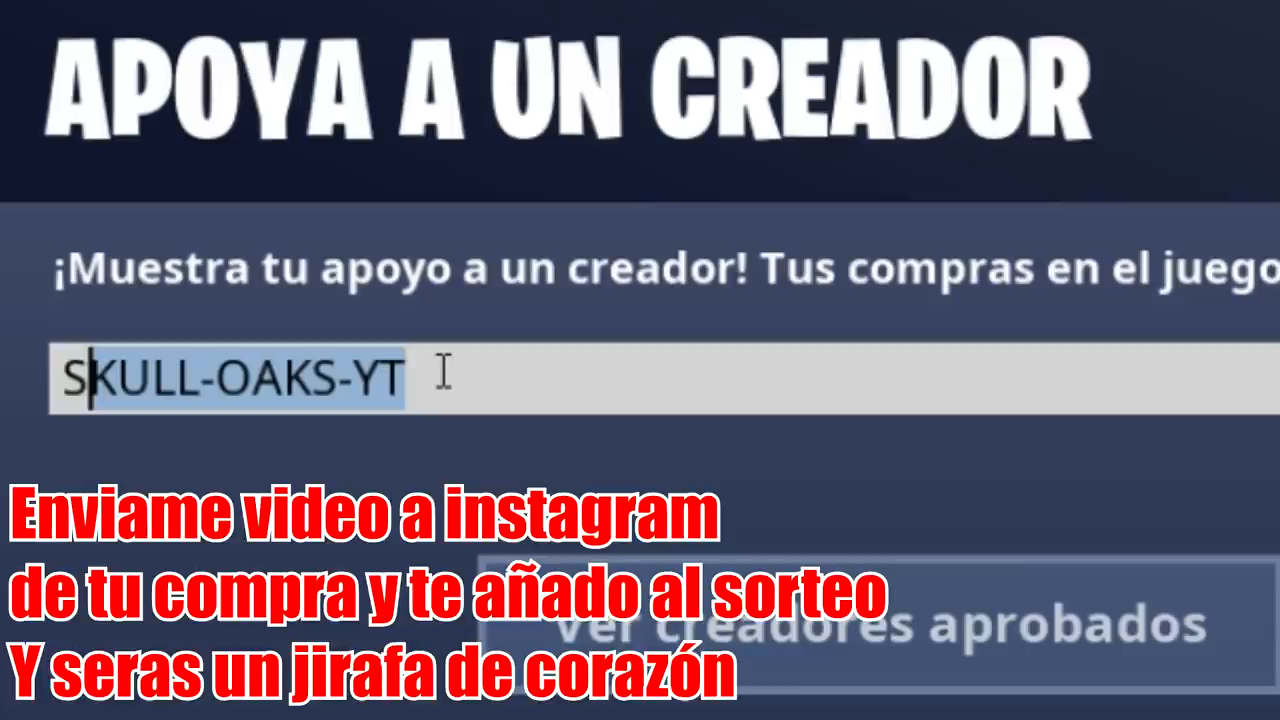 APOYA A UN CREADOR
¡Muestra tu apoyo a un creador! Tus compras en el juego
SKULL-OAKS-YT
Enviame video a instagram
de tu compra y te añado al sorteo
Ver creadores aprobados
Y seras un jirafa de corazón